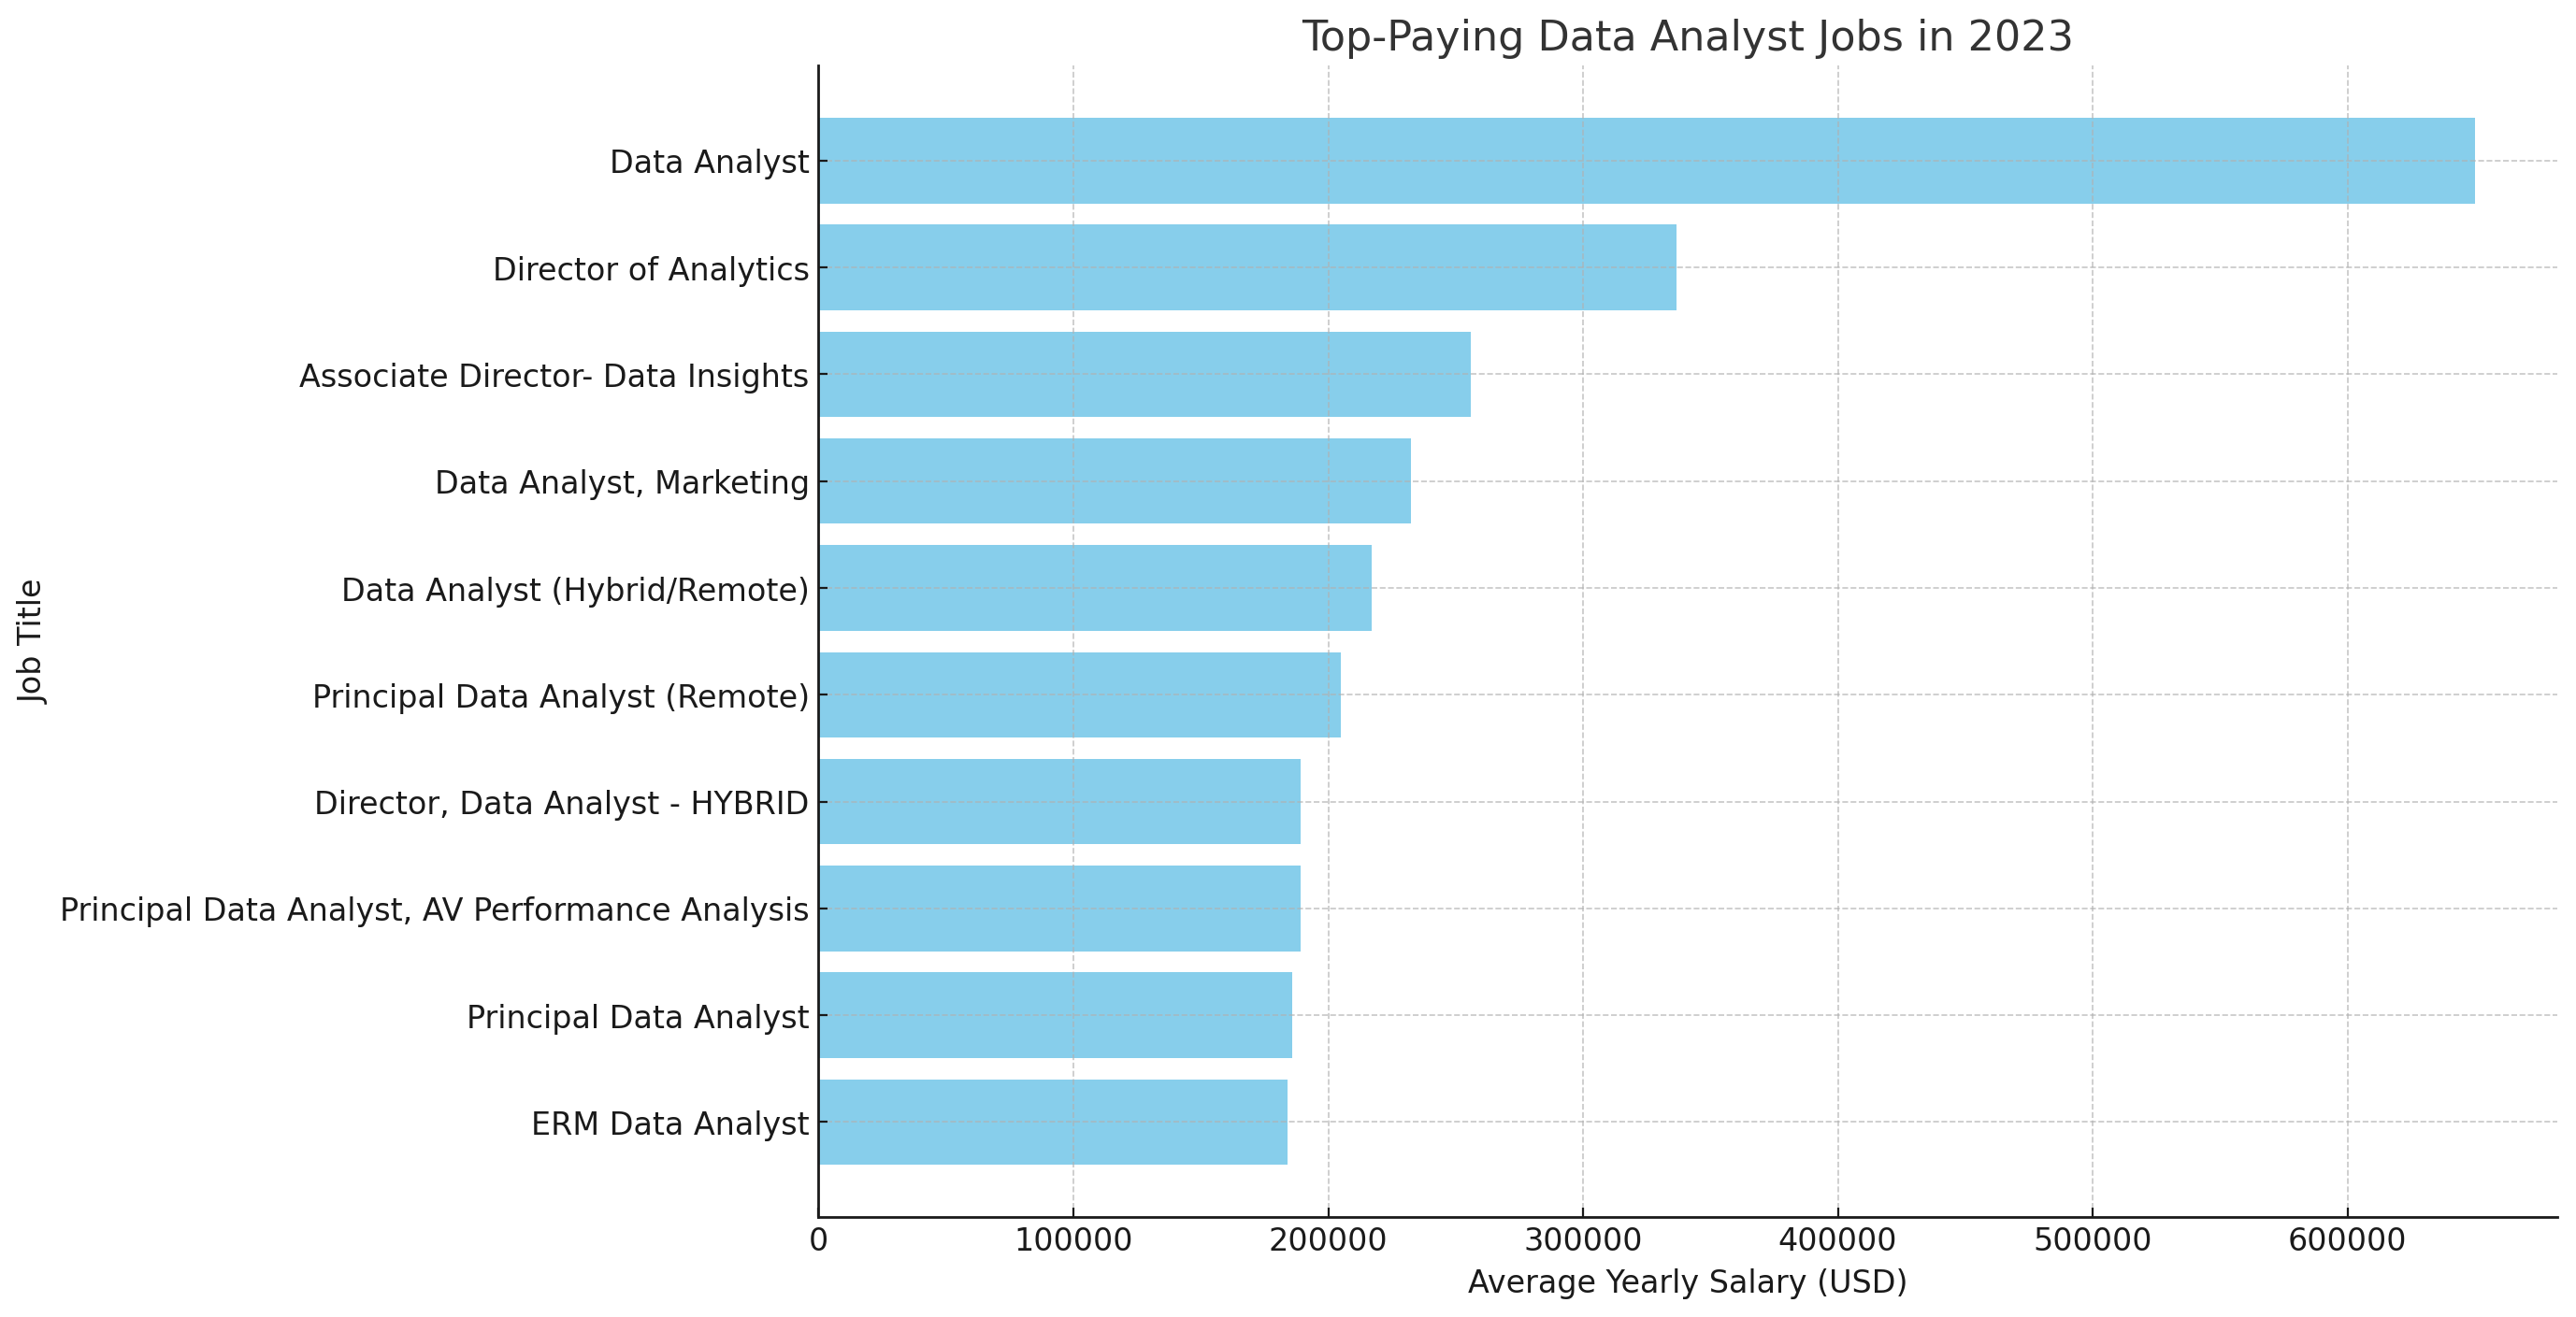 Top-Paying Data Analyst Jobs in 2023
Job Title
Data Analyst
Director of Analytics
Associate Director- Data Insights
Data Analyst, Marketing
Data Analyst (Hybrid/Remote)
Principal Data Analyst (Remote)
Director, Data Analyst - HYBRID
Principal Data Analyst, AV Performance Analysis
Principal Data Analyst
ERM Data Analyst
0 100000 200000 300000 400000 500000 600000
Average Yearly Salary (USD)